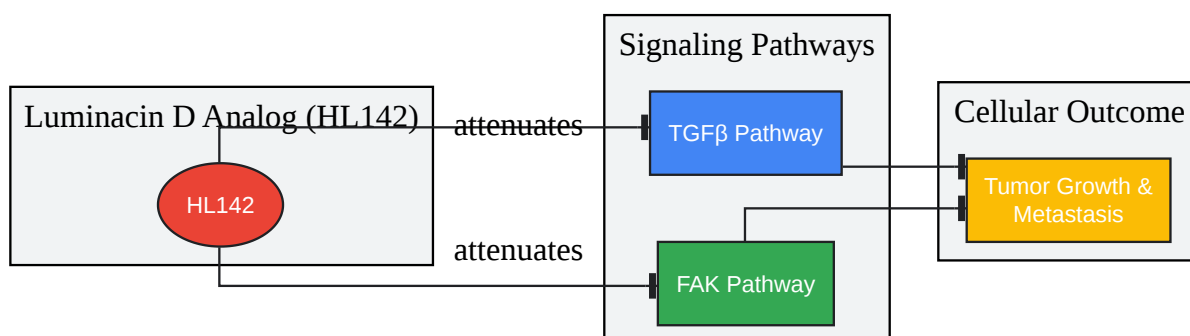 Signaling Pathways
Luminacin D Analog (HL142)
attenuates
TGFβ Pathway
Cellular Outcome
HL142
Tumor Growth &
Metastasis
attenuates
FAK Pathway